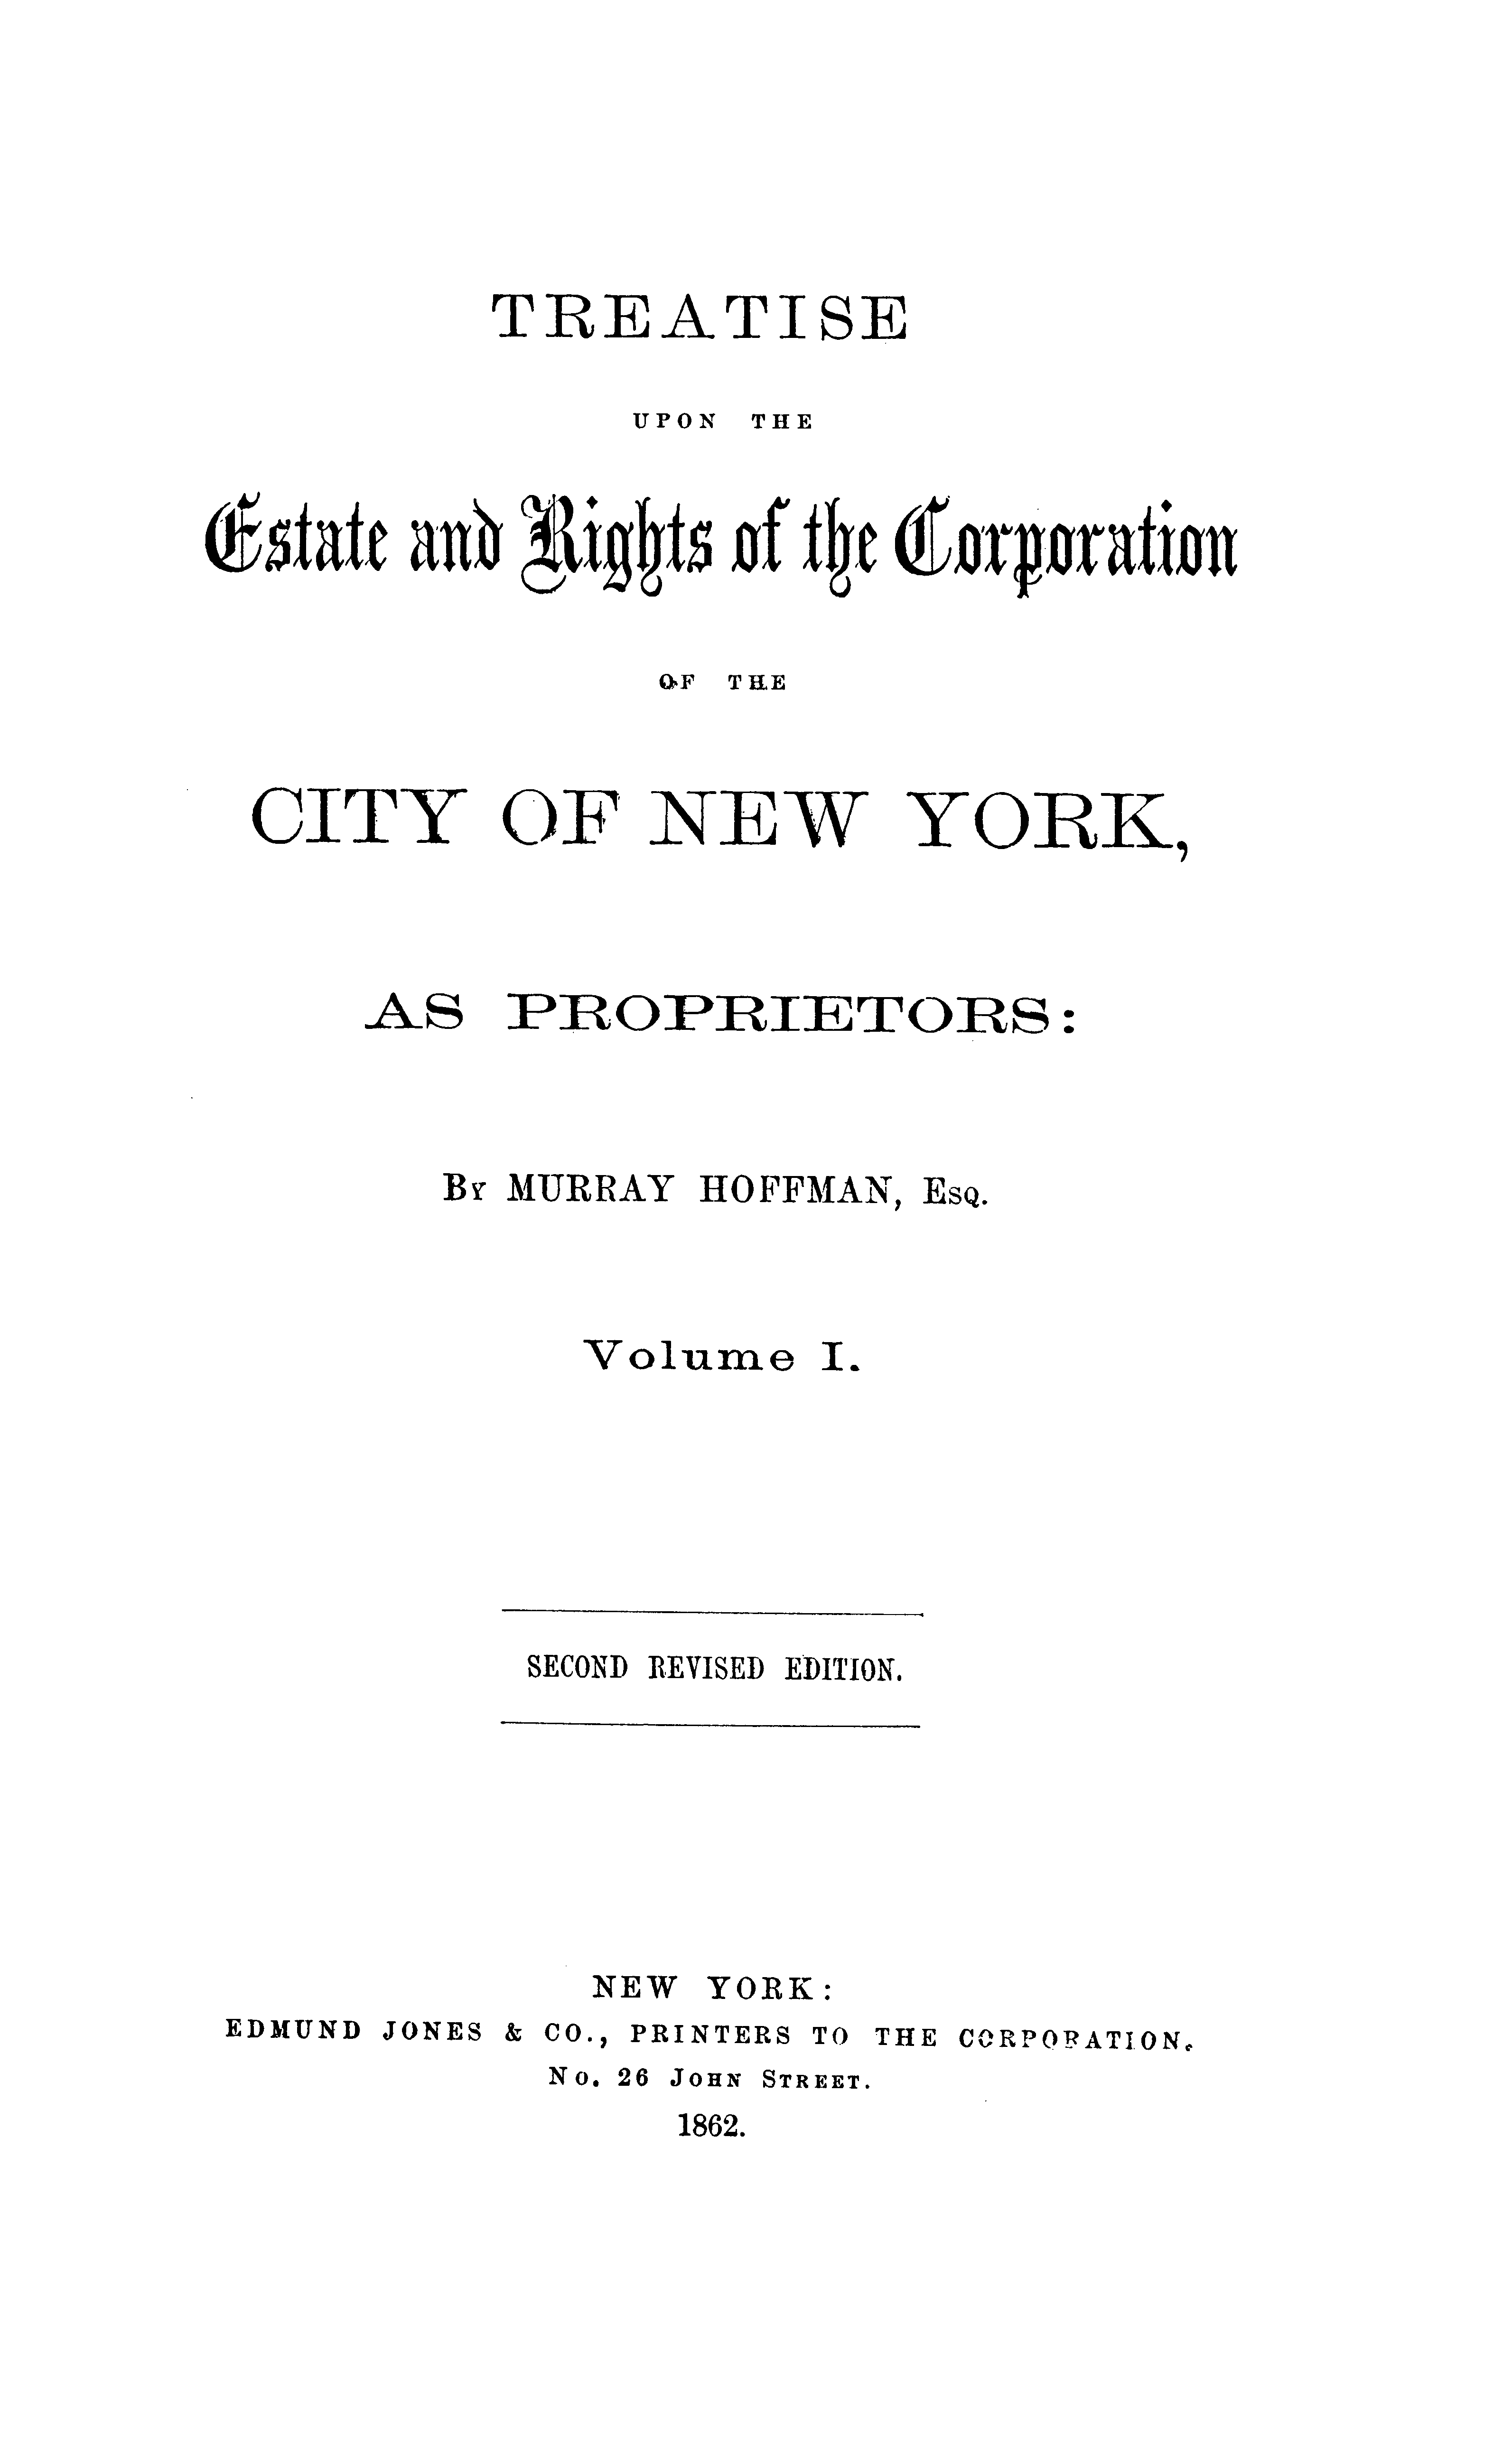 TREATISE
UPON THE
Estate and Rights of the Corporation
OF THE
CITY OF NEW YORK,
AS PROPRIETORS:
By MURRAY HOFFMAN, Esq.
Volume I.
SECOND REVISED EDITION.
NEW YORK:
EDMUND JONES & CO., PRINTERS TO THE CORPORATION,
No. 26 John Street.
1862.